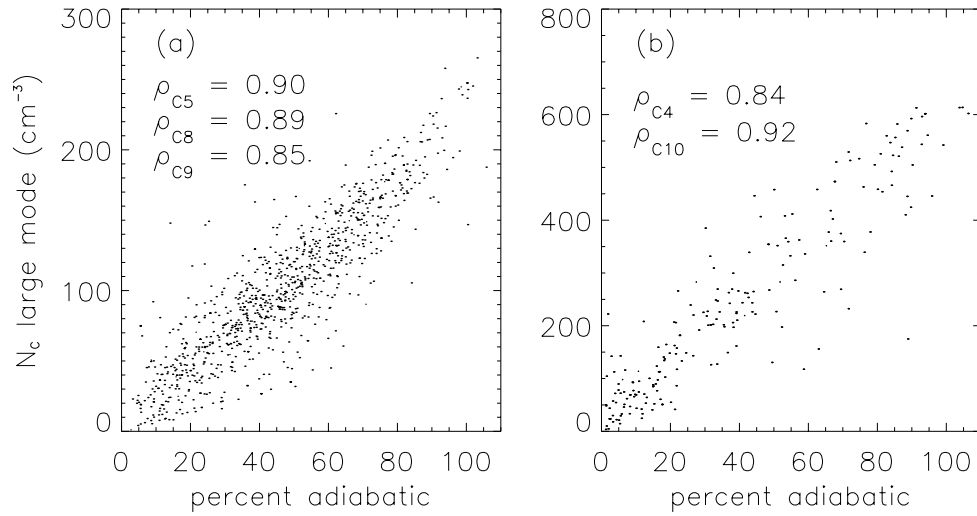 (a)
ρC5 = 0.90
ρC8 = 0.89
ρC9 = 0.85
300
200
100
0
Nc large mode (cm⁻³)
0 20 40 60 80 100
percent adiabatic
(b)
ρC4 = 0.84
ρC10 = 0.92
800
600
400
200
0
0 20 40 60 80 100
percent adiabatic